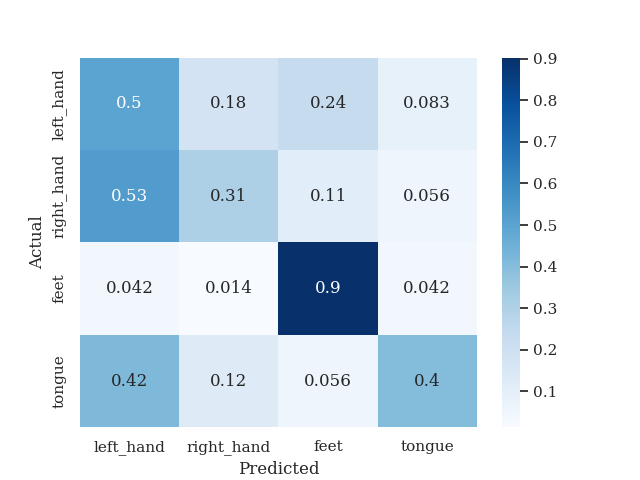 left_hand 0.5 0.18 0.24 0.083
right_hand 0.53 0.31 0.11 0.056
feet 0.042 0.014 0.9 0.042
tongue 0.42 0.12 0.056 0.4
Actual
left_hand right_hand feet tongue
Predicted
0.9
0.8
0.7
0.6
0.5
0.4
0.3
0.2
0.1